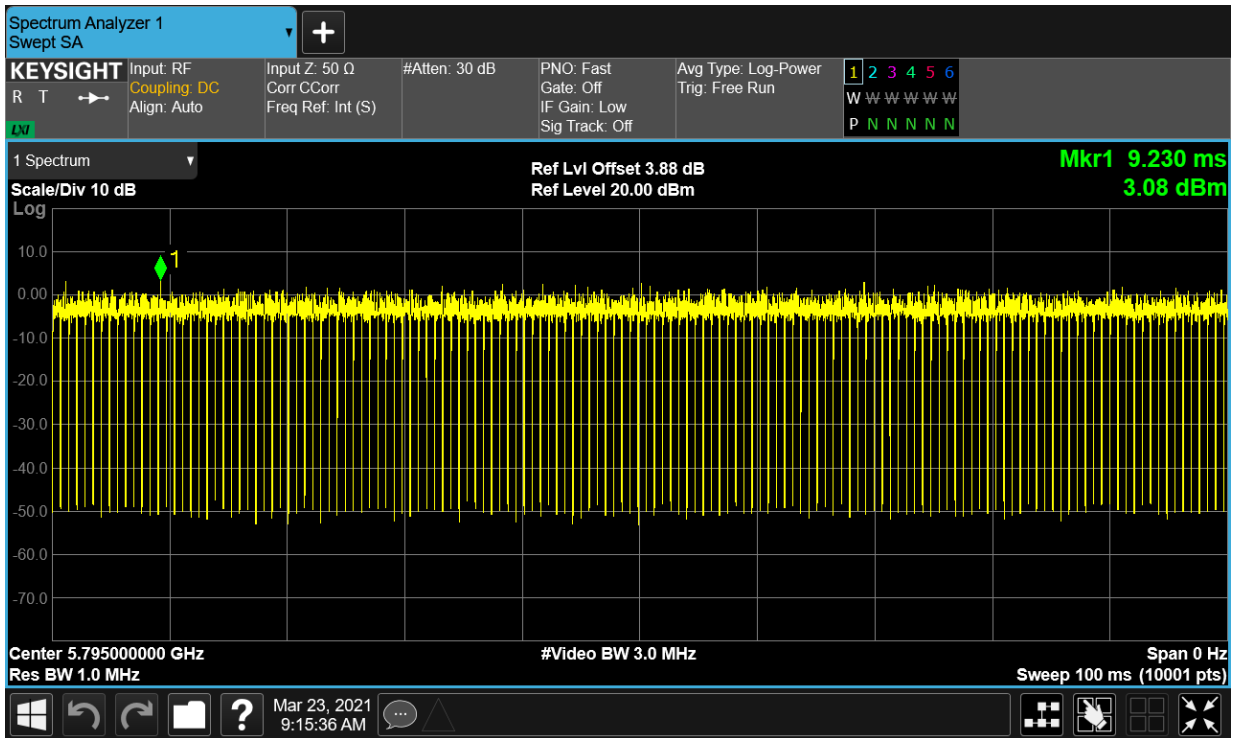 Spectrum Analyzer 1
Swept SA
KEYSIGHT
R T
LXI
Input: RF
Coupling: DC
Align: Auto
Input Z: 50 Ω
Corr CCorr
Freq Ref: Int (S)
#Atten: 30 dB
PNO: Fast
Gate: Off
IF Gain: Low
Sig Track: Off
Avg Type: Log-Power
Trig: Free Run
1 2 3 4 5 6
W W W W W W
P N N N N N
1 Spectrum
Scale/Div 10 dB
Log
Ref Lvl Offset 3.88 dB
Ref Level 20.00 dBm
Mkr1 9.230 ms
3.08 dBm
1
10.0
0.00
-10.0
-20.0
-30.0
-40.0
-50.0
-60.0
-70.0
Center 5.795000000 GHz
Res BW 1.0 MHz
#Video BW 3.0 MHz
Span 0 Hz
Sweep 100 ms (10001 pts)
?
Mar 23, 2021
9:15:36 AM